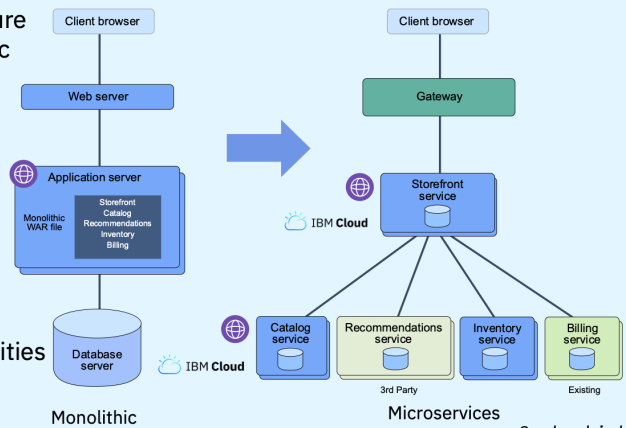 ure
c
Client browser
Web server
Application server
Monolithic
WAR file
Storefront
Catalog
Recommendations
Inventory
Billing
ities
Database
server
Monolithic
Client browser
Gateway
Storefront
service
IBM Cloud
Catalog
service
Recommendations
service
Inventory
service
Billing
service
IBM Cloud
3rd Party
Existing
Microservices